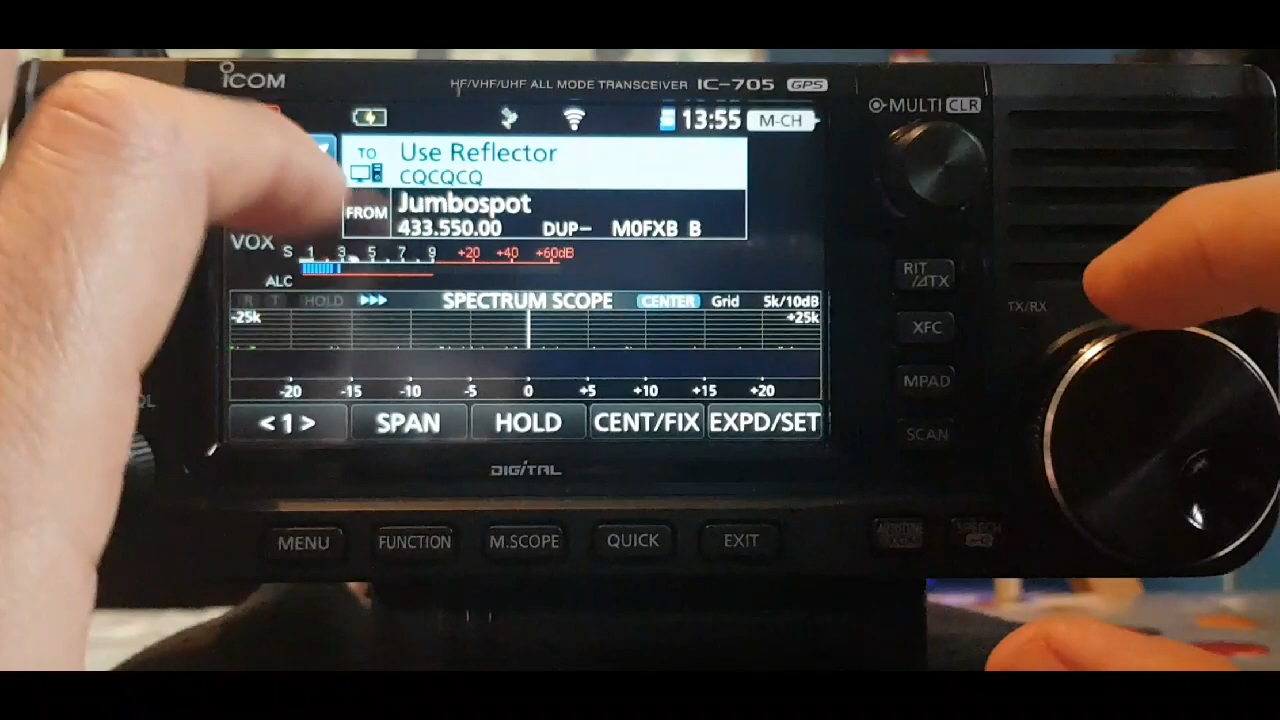 ICOM
HF/VHF/UHF ALL MODE TRANSCEIVER IC-705 GPS
MULTI CLR
13:55 M-CH
TO Use Reflector
CQCQCQ
FROM Jumbospot
433.550.00 DUP− M0FXB B
VOX
S 1 . 3 . 5 . 7 . 9 +20 +40 +60dB
ALC
R T HOLD SPECTRUM SCOPE CENTER Grid 5k/10dB
-25k +25k
-20 -15 -10 -5 0 +5 +10 +15 +20
<1> SPAN HOLD CENT/FIX EXPD/SET
DIGITAL
RIT
/⊿TX
TX/RX
XFC
MPAD
SCAN
MENU FUNCTION M.SCOPE QUICK EXIT
SPEECH